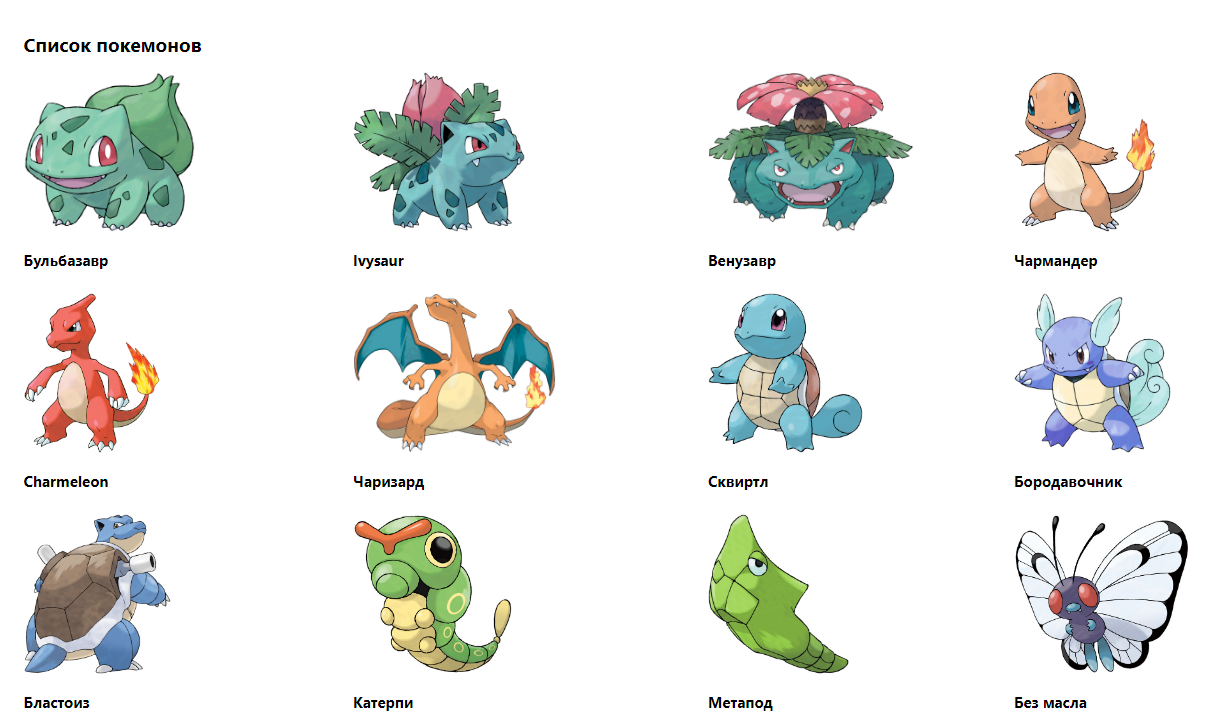 Список покемонов
Бульбазавр
Ivysaur
Венузавр
Чармандер
Charmeleon
Чаризард
Сквиртл
Бородавочник
Бластоиз
Катерпи
Метапод
Без масла